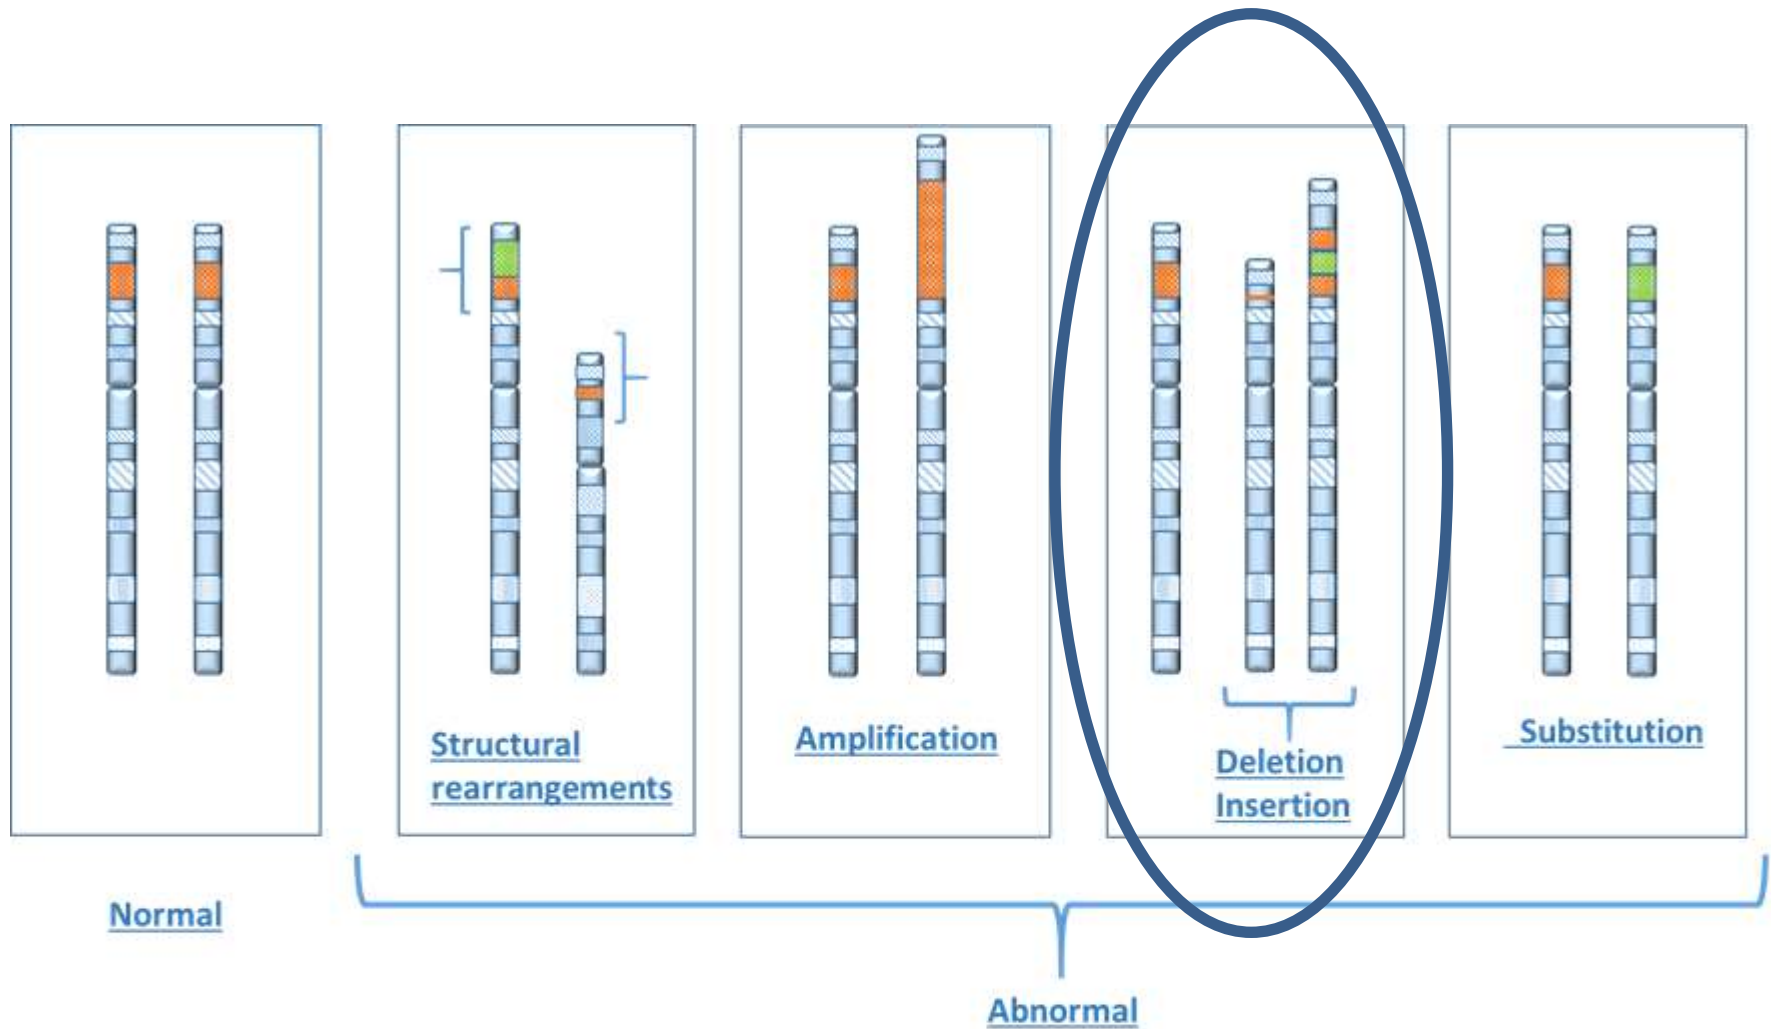 Structural
rearrangements
Amplification
Deletion
Insertion
Substitution
Normal
Abnormal